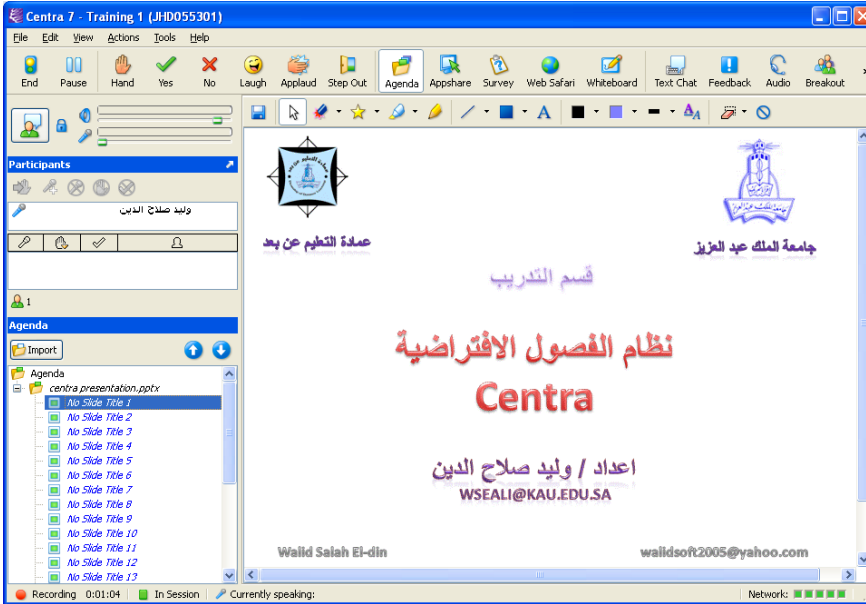 Centra 7 - Training 1 (JHD055301)
File Edit View Actions Tools Help
End Pause Hand Yes No Laugh Applaud Step Out Agenda Appshare Survey Web Safari Whiteboard Text Chat Feedback Audio Breakout
Participants
وليد صلاح الدين
1
Agenda
Import
Agenda
centra presentation.pptx
No Slide Title 1
No Slide Title 2
No Slide Title 3
No Slide Title 4
No Slide Title 5
No Slide Title 6
No Slide Title 7
No Slide Title 8
No Slide Title 9
No Slide Title 10
No Slide Title 11
No Slide Title 12
No Slide Title 13
جامعة الملك عبد العزيز
عمادة التعليم عن بعد
قسم التدريب
نظام الفصول الافتراضية
Centra
اعداد / وليد صلاح الدين
WSEALI@KAU.EDU.SA
Walid Salah El-din
walidsoft2005@yahoo.com
Recording 0:01:04 In Session Currently speaking: Network: